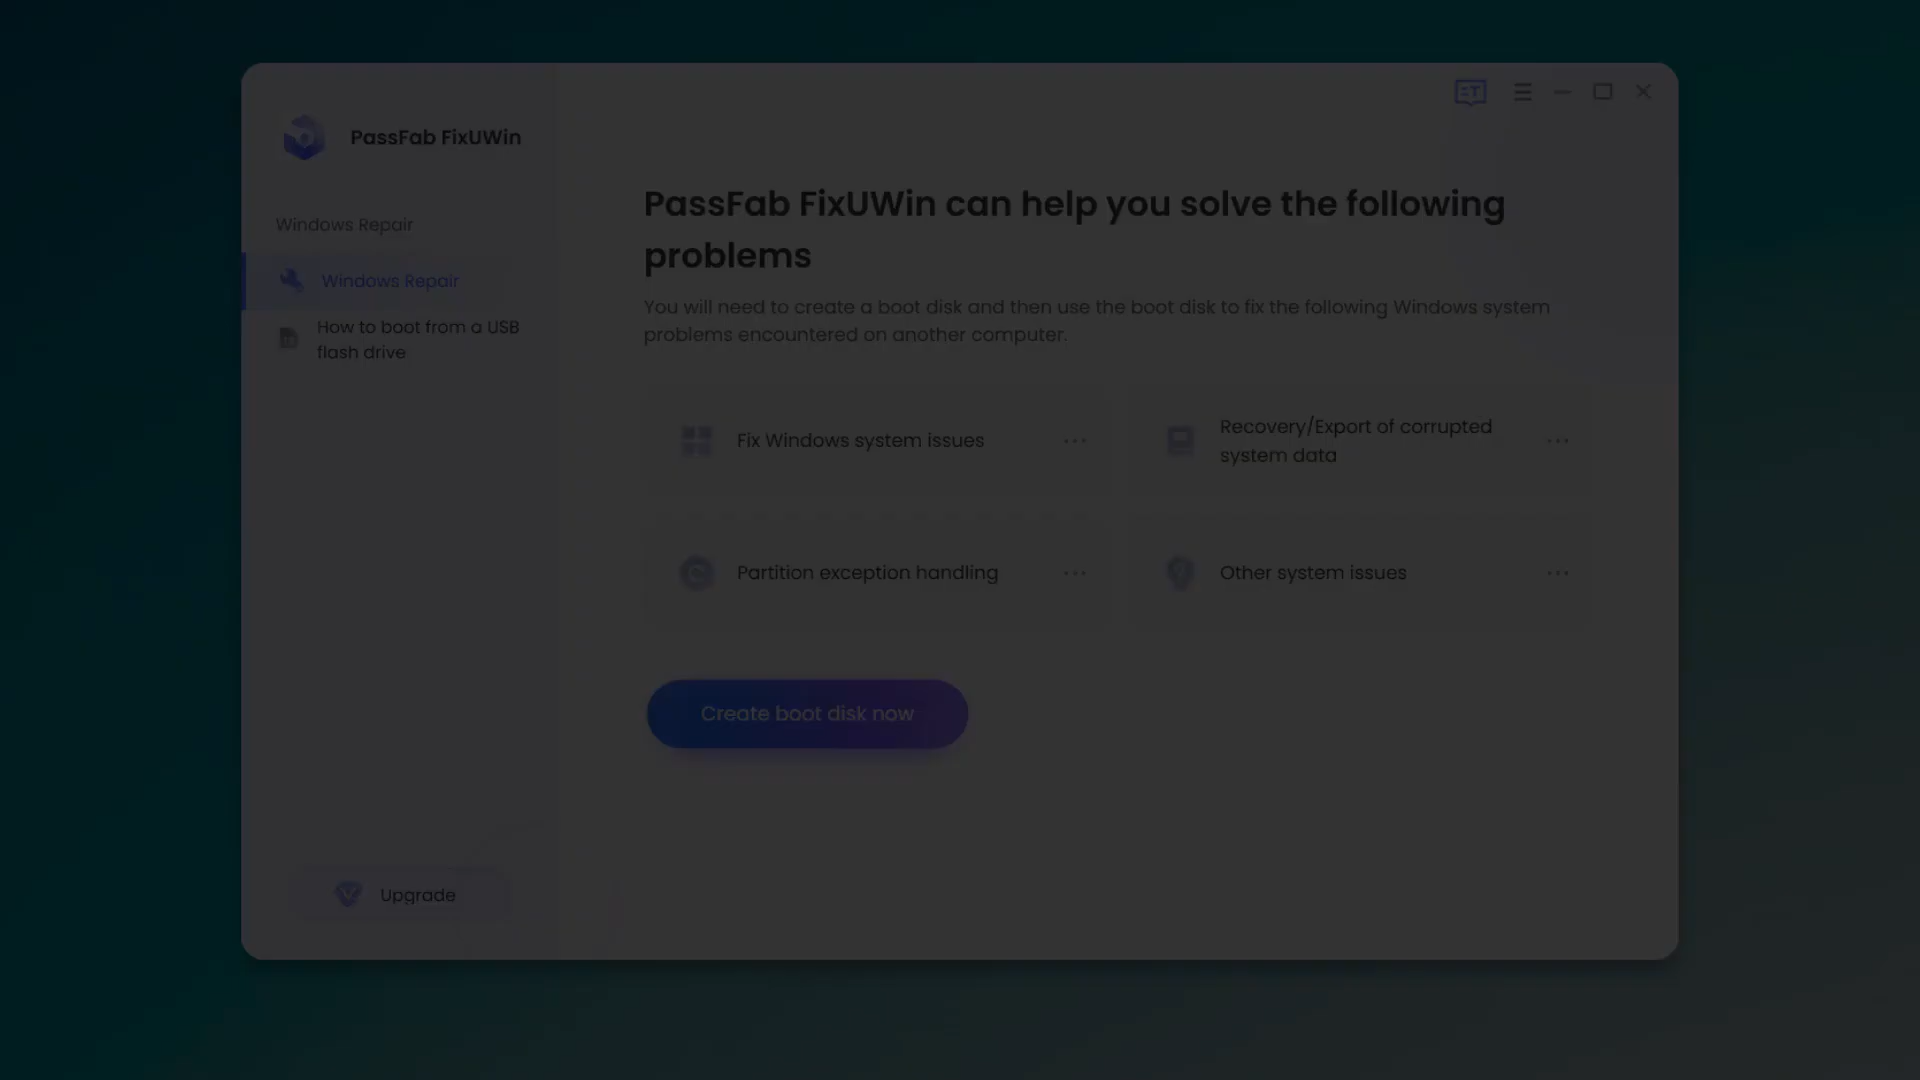 PassFab FixUWin
Windows Repair
Windows Repair
How to boot from a USB
flash drive
Upgrade
PassFab FixUWin can help you solve the following
problems
You will need to create a boot disk and then use the boot disk to fix the following Windows system
problems encountered on another computer.
Fix Windows system issues
Recovery/Export of corrupted
system data
Partition exception handling
Other system issues
Create boot disk now